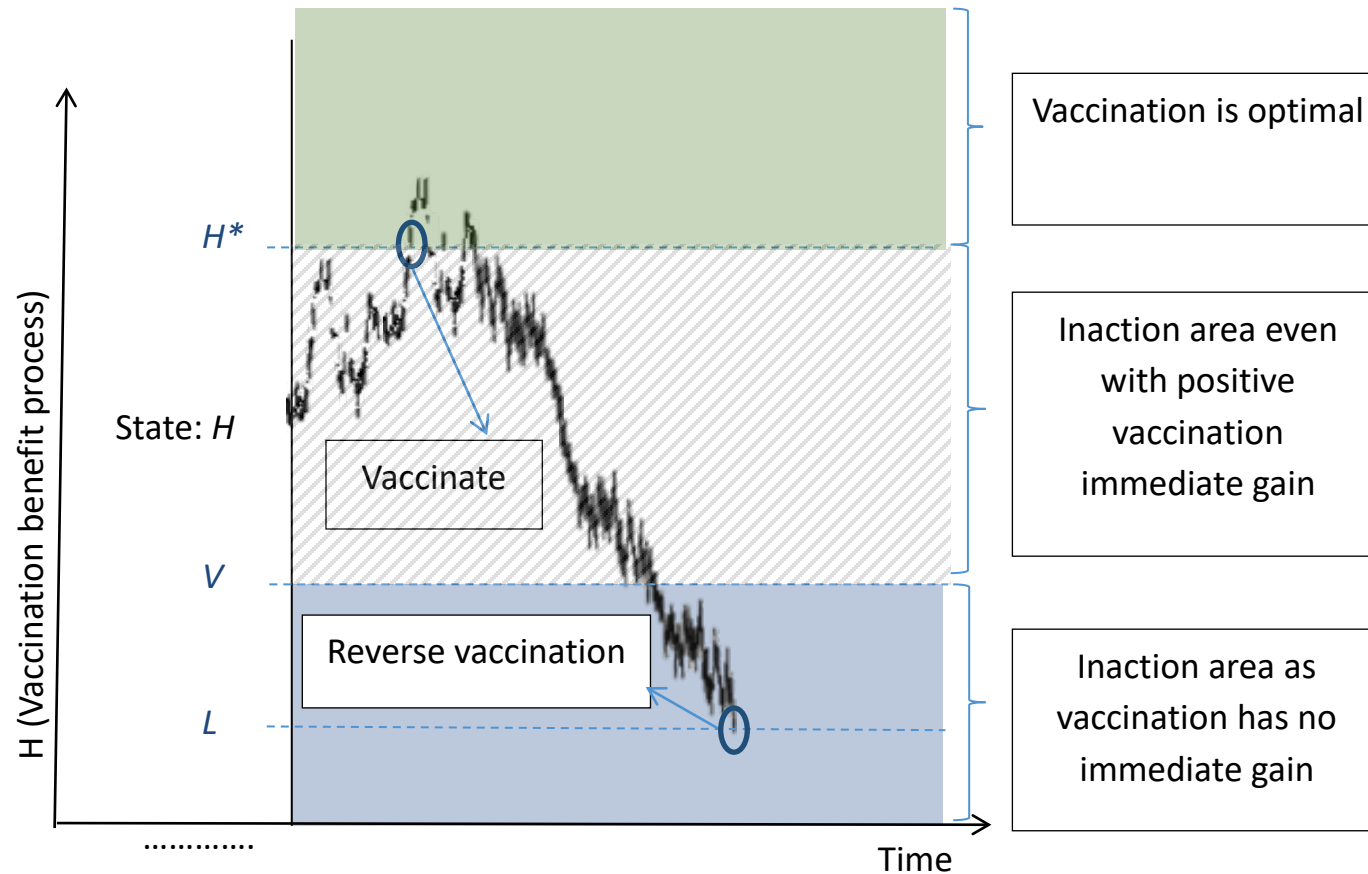 Vaccination is optimal
H*
H (Vaccination benefit process)
Inaction area even
with positive
vaccination
immediate gain
State: H
Vaccinate
V
Reverse vaccination
L
Inaction area as
vaccination has no
immediate gain
………….
Time